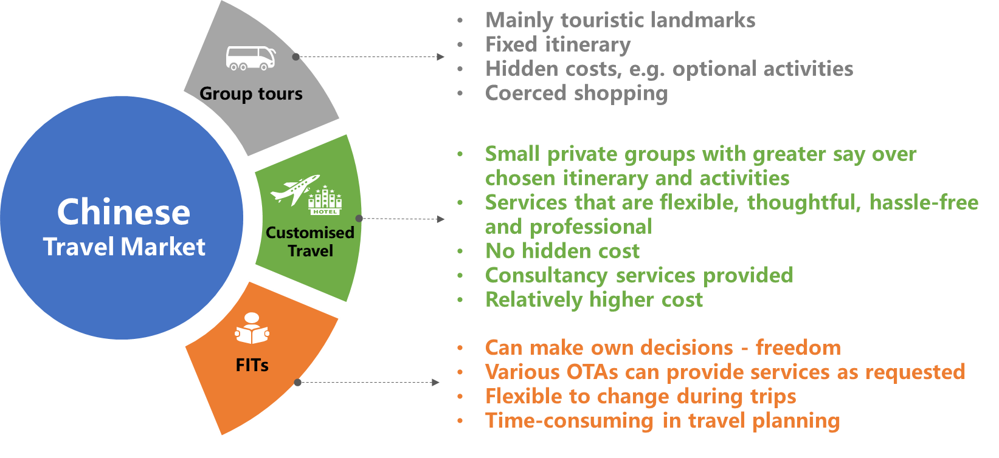 Chinese
Travel Market
Group tours
• Mainly touristic landmarks
• Fixed itinerary
• Hidden costs, e.g. optional activities
• Coerced shopping
HOTEL
Customised
Travel
• Small private groups with greater say over
chosen itinerary and activities
• Services that are flexible, thoughtful, hassle-free
and professional
• No hidden cost
• Consultancy services provided
• Relatively higher cost
FITs
• Can make own decisions - freedom
• Various OTAs can provide services as requested
• Flexible to change during trips
• Time-consuming in travel planning